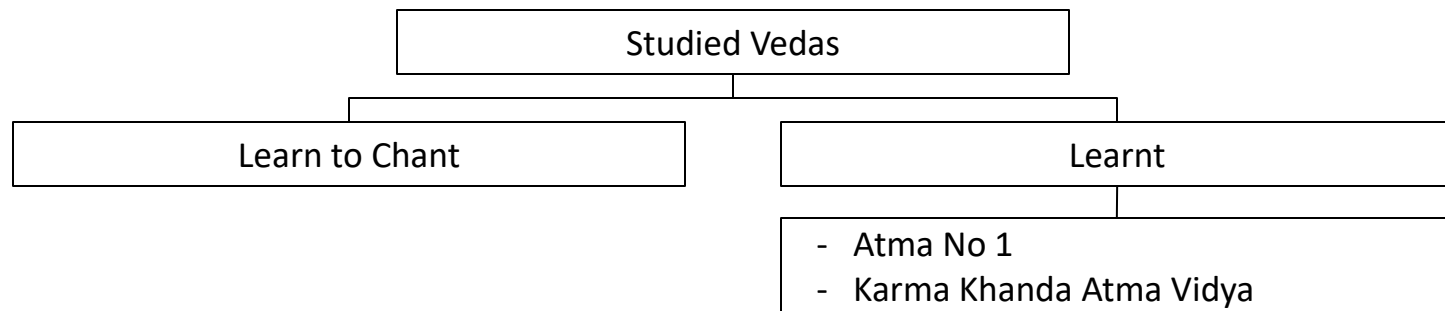 Studied Vedas
Learn to Chant
Learnt
- Atma No 1
- Karma Khanda Atma Vidya